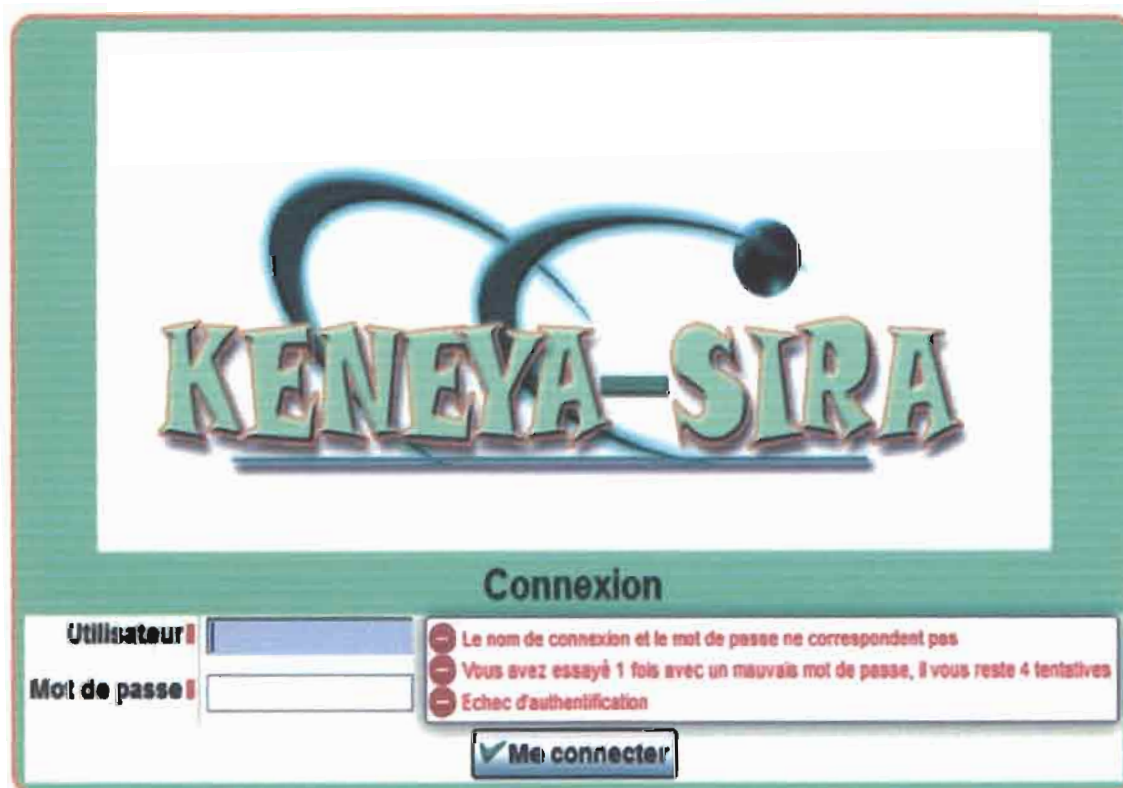 KENEYA-SIRA
Connexion
Utilisateur
Le nom de connexion et le mot de passe ne correspondent pas
Vous avez essayé 1 fois avec un mauvais mot de passe, il vous reste 4 tentatives
Mot de passe
Echec d'authentification
Me connecter